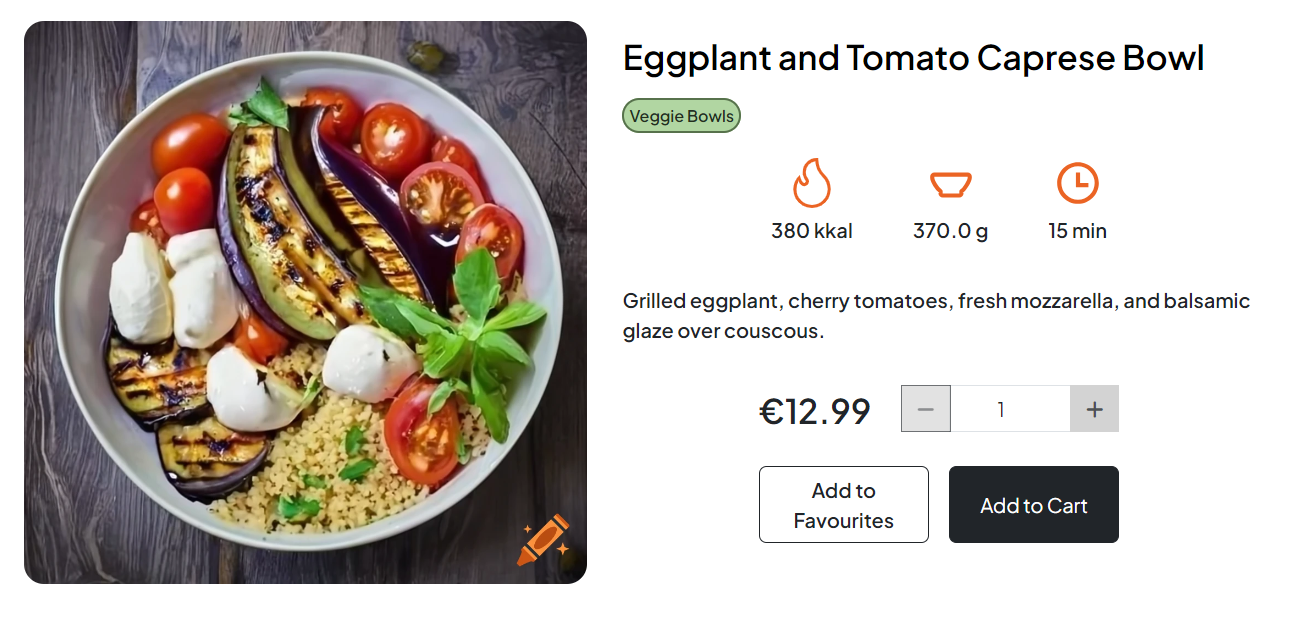 Eggplant and Tomato Caprese Bowl
Veggie Bowls
380 kkal
370.0 g
15 min
Grilled eggplant, cherry tomatoes, fresh mozzarella, and balsamic
glaze over couscous.
€12.99
− 1 +
Add to
Favourites
Add to Cart